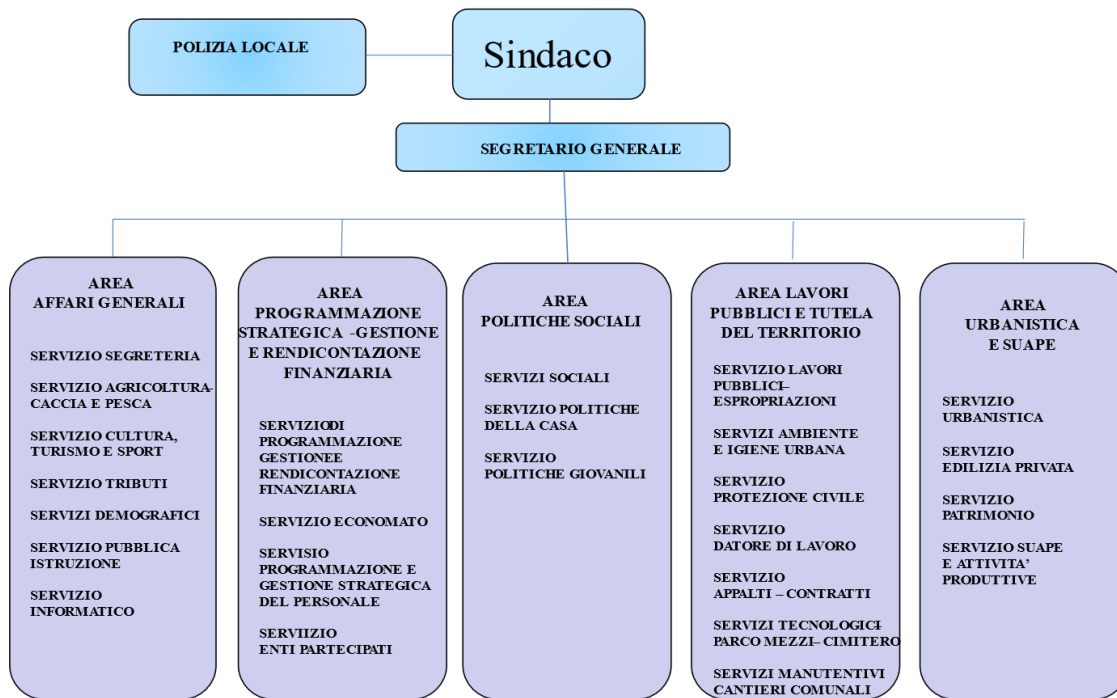 POLIZIA LOCALE
Sindaco
SEGRETARIO GENERALE
AREA
AFFARI GENERALI
SERVIZIO SEGRETERIA
SERVIZIO AGRICOLTURA–
CACCIA E PESCA
SERVIZIO CULTURA,
TURISMO E SPORT
SERVIZIO TRIBUTI
SERVIZI DEMOGRAFICI
SERVIZIO PUBBLICA
ISTRUZIONE
SERVIZIO
INFORMATICO
AREA
PROGRAMMAZIONE
STRATEGICA -GESTIONE
E RENDICONTAZIONE
FINANZIARIA
SERVIZIODI
PROGRAMMAZIONE
GESTIONEE
RENDICONTAZIONE
FINANZIARIA
SERVIZIO ECONOMATO
SERVISIO
PROGRAMMAZIONE E
GESTIONE STRATEGICA
DEL PERSONALE
SERVIIZIO
ENTI PARTECIPATI
AREA
POLITICHE SOCIALI
SERVIZI SOCIALI
SERVIZIO POLITICHE
DELLA CASA
SERVIZIO
POLITICHE GIOVANILI
AREA LAVORI
PUBBLICI E TUTELA
DEL TERRITORIO
SERVIZIO LAVORI
PUBBLICI–
ESPROPRIAZIONI
SERVIZI AMBIENTE
E IGIENE URBANA
SERVIZIO
PROTEZIONE CIVILE
SERVIZIO
DATORE DI LAVORO
SERVIZIO
APPALTI – CONTRATTI
SERVIZI TECNOLOGICI–
PARCO MEZZI– CIMITERO
SERVIZI MANUTENTIVI
CANTIERI COMUNALI
AREA
URBANISTICA
E SUAPE
SERVIZIO
URBANISTICA
SERVIZIO
EDILIZIA PRIVATA
SERVIZIO
PATRIMONIO
SERVIZIO SUAPE
E ATTIVITA’
PRODUTTIVE